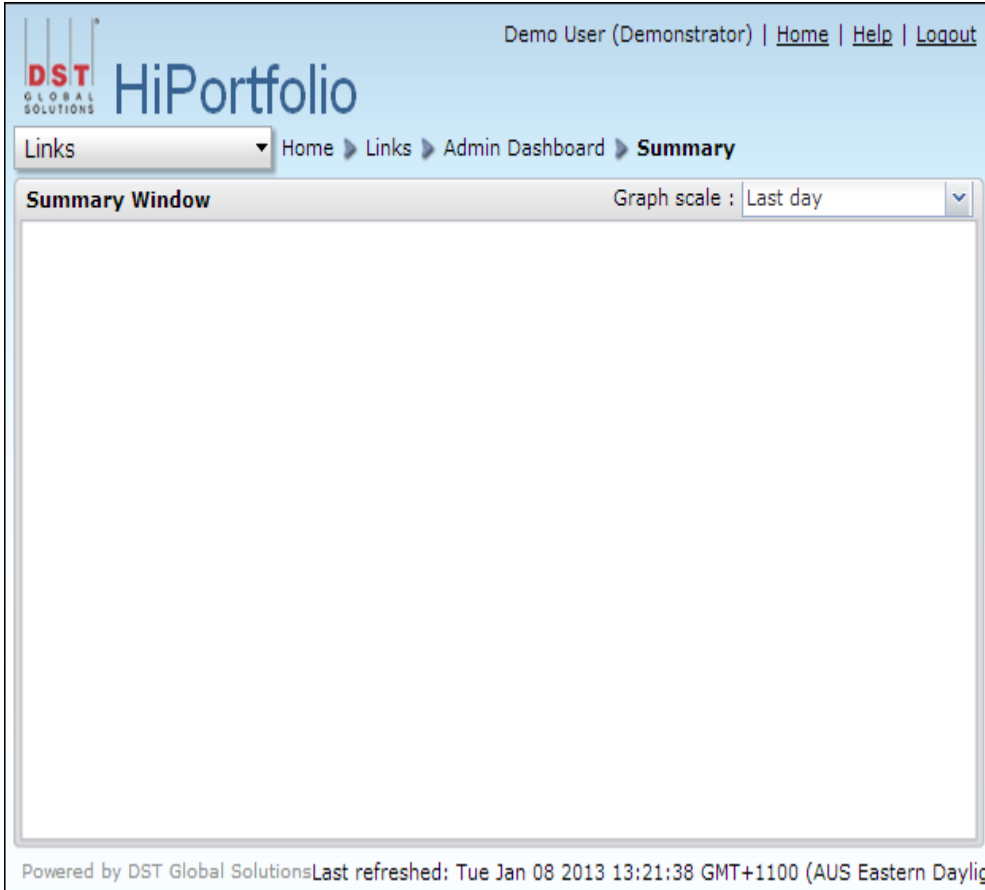 Demo User (Demonstrator) | Home | Help | Logout
DST
GLOBAL
SOLUTIONS
HiPortfolio
Links
Home Links Admin Dashboard Summary
Summary Window
Graph scale : Last day
Powered by DST Global Solutions Last refreshed: Tue Jan 08 2013 13:21:38 GMT+1100 (AUS Eastern Daylig